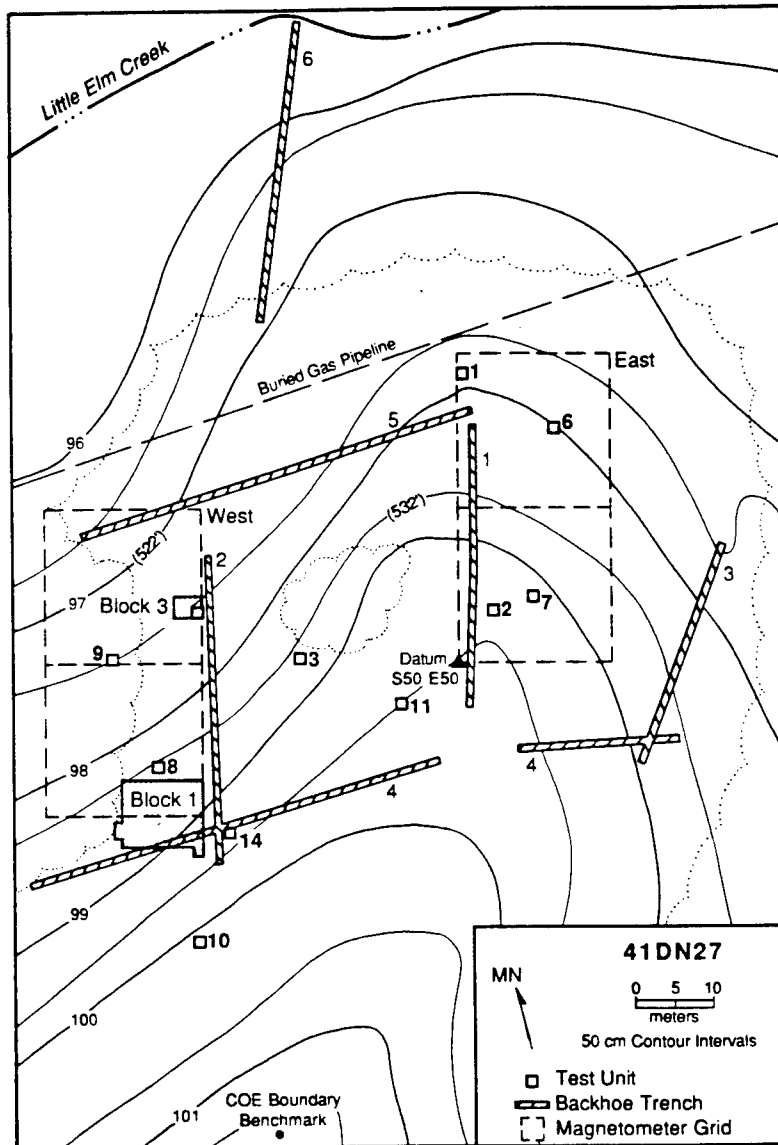 6
Little Elm Creek
Buried Gas Pipeline
East
1
5
6
96
1
West
(532')
(522')
2
3
97
Block 3
2
7
9
3
Datum
S50 E50
11
98
8
4
Block 1
4
14
99
10
100
101
COE Boundary
Benchmark
41DN27
MN
0 5 10
meters
50 cm Contour Intervals
Test Unit
Backhoe Trench
Magnetometer Grid